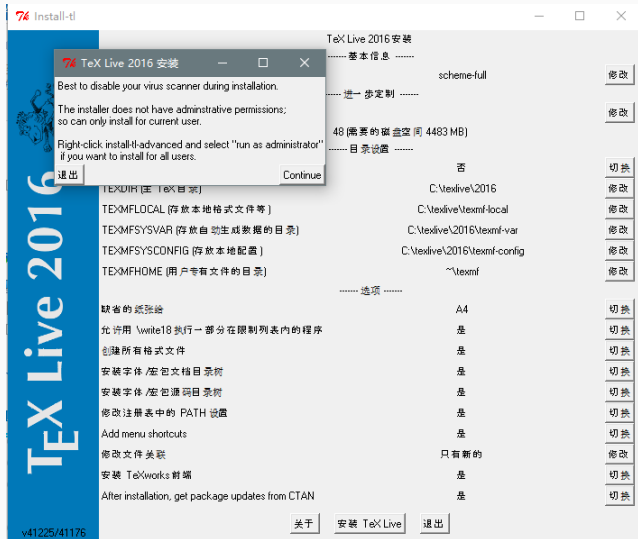 Install-tl
TeX Live 2016 安装
------- 基本信息 -------
scheme-full
修改
进一步定制 -------
修改
48 (需要的磁盘空间 4483 MB)
------- 目录设置 -------
否
切换
TeX Live 2016 安装
Best to disable your virus scanner during installation.
The installer does not have adminstrative permissions;
so can only install for current user.
Right-click install-tl-advanced and select "run as administrator"
if you want to install for all users.
退出
Continue
TEXDIR (主 TeX 目录)
C:\texlive\2016
修改
TEXMFLOCAL (存放本地格式文件等)
C:\texlive\texmf-local
修改
TEXMFSYSVAR (存放自动生成数据的目录)
C:\texlive\2016\texmf-var
修改
TEXMFSYSCONFIG (存放本地配置)
C:\texlive\2016\texmf-config
修改
TEXMFHOME (用户专有文件的目录)
~\texmf
修改
------- 选项 -------
缺省的纸张给
A4
切换
允许用 \write18 执行一部分在限制列表内的程序
是
切换
创建所有格式文件
是
切换
安装字体/宏包文档目录树
是
切换
安装字体/宏包源码目录树
是
切换
修改注册表中的 PATH 设置
是
切换
Add menu shortcuts
是
切换
修改文件关联
只有新的
修改
安装 TeXworks 前端
是
切换
After installation, get package updates from CTAN
是
切换
关于
安装 TeX Live
退出
TEX Live 2016
v41225/41176